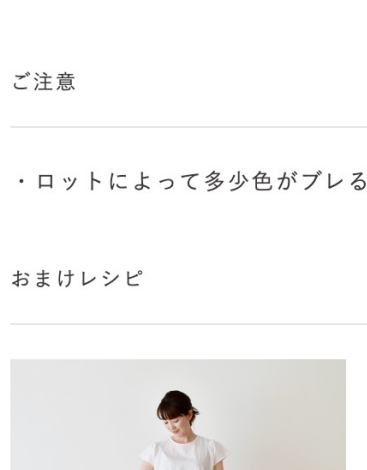 ご注意
・ロットによって多少色がブレる
おまけレシピ